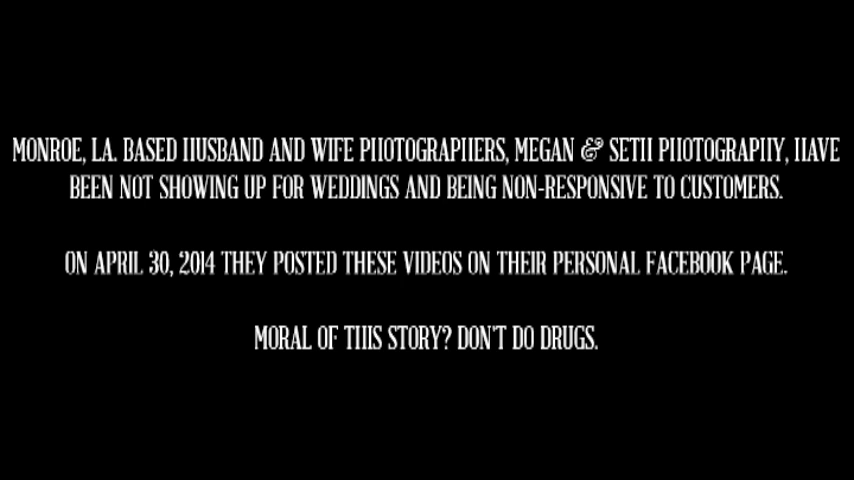 MONROE, LA. BASED HUSBAND AND WIFE PHOTOGRAPHERS, MEGAN & SETH PHOTOGRAPHY, HAVE
BEEN NOT SHOWING UP FOR WEDDINGS AND BEING NON-RESPONSIVE TO CUSTOMERS.
ON APRIL 30, 2014 THEY POSTED THESE VIDEOS ON THEIR PERSONAL FACEBOOK PAGE.
MORAL OF THIS STORY? DON'T DO DRUGS.